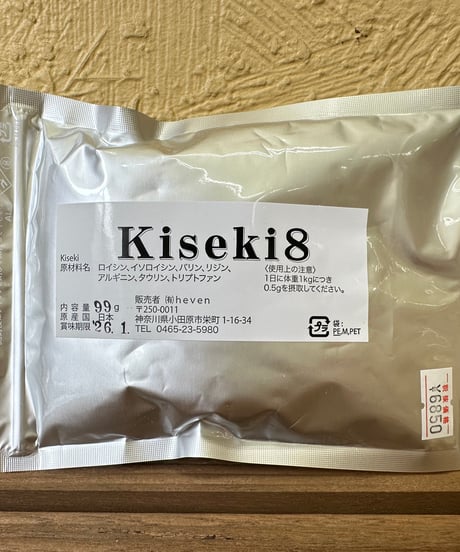 Kiseki8
Kiseki
原材料名 ロイシン、イソロイシン、バリン、リジン、
アルギニン、タウリン、トリプトファン
〈使用上の注意〉
1日に体重1kgにつき
0.5gを摂取してください。
内容量 99g
原産国 日本
賞味期限 '26.1.
販売者 ㈲heven
〒250-0011
神奈川県小田原市栄町 1-16-34
TEL 0465-23-5980
プラ 袋:
PE,M,PET
¥6850